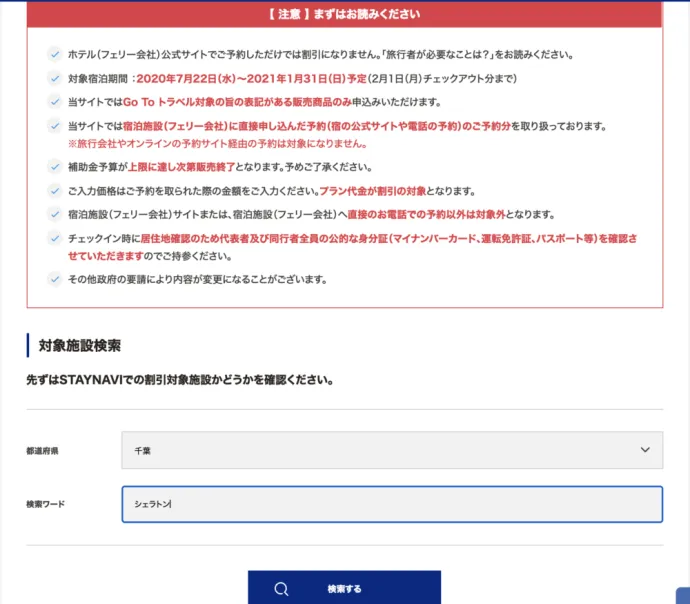 【 注意 】まずはお読みください
ホテル(フェリー会社)公式サイトでご予約しただけでは割引になりません。「旅行者が必要なことは？」をお読みください。
対象宿泊期間 ：2020年7月22日(水)〜2021年1月31日(日)予定(2月1日(月)チェックアウト分まで)
当サイトではGo To トラベル対象の旨の表記がある販売商品のみ申込みいただけます。
当サイトでは宿泊施設(フェリー会社)に直接申し込んだ予約(宿の公式サイトや電話の予約)のご予約分を取り扱っております。
※旅行会社やオンラインの予約サイト経由の予約は対象になりません。
補助金予算が上限に達し次第販売終了となります。予めご了承ください。
ご入力価格はご予約を取られた際の金額をご入力ください。プラン代金が割引の対象となります。
宿泊施設(フェリー会社)サイトまたは、宿泊施設(フェリー会社)へ直接のお電話での予約以外は対象外となります。
チェックイン時に居住地確認のため代表者及び同行者全員の公的な身分証(マイナンバーカード、運転免許証、パスポート等)を確認さ
せていただきますのでご持参ください。
その他政府の要請により内容が変更になることがございます。
対象施設検索
先ずはSTAYNAVIでの割引対象施設かどうかを確認ください。
都道府県
千葉
検索ワード
シェラトン
検索する